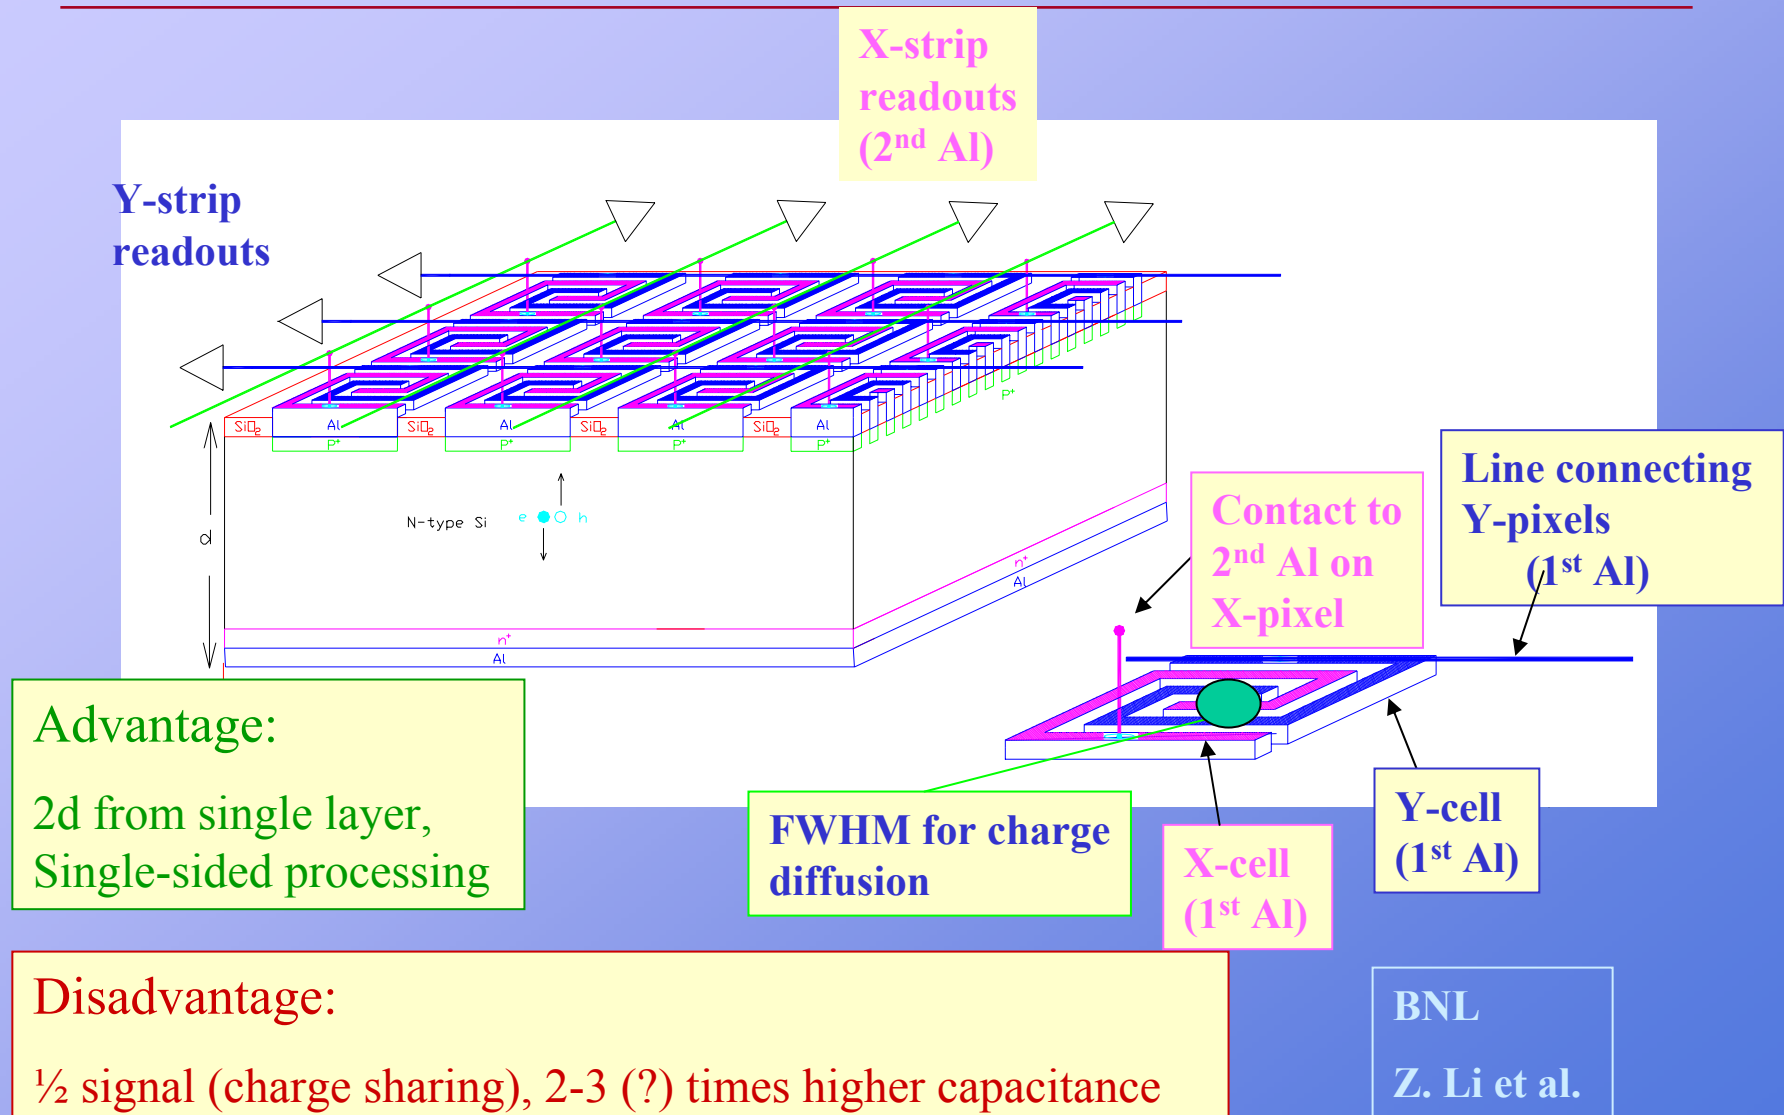 X-strip
readouts
(2nd Al)
Y-strip
readouts
SiO2
Al
SiO2
Al
SiO2
Al
SiO2
Al
P+
P+
P+
P+
P+
d
N-type Si
e
h
n+
Al
n+
Al
Contact to
2nd Al on
X-pixel
Line connecting
Y-pixels
(1st Al)
Advantage:
2d from single layer,
Single-sided processing
FWHM for charge
diffusion
X-cell
(1st Al)
Y-cell
(1st Al)
Disadvantage:
½ signal (charge sharing), 2-3 (?) times higher capacitance
BNL
Z. Li et al.